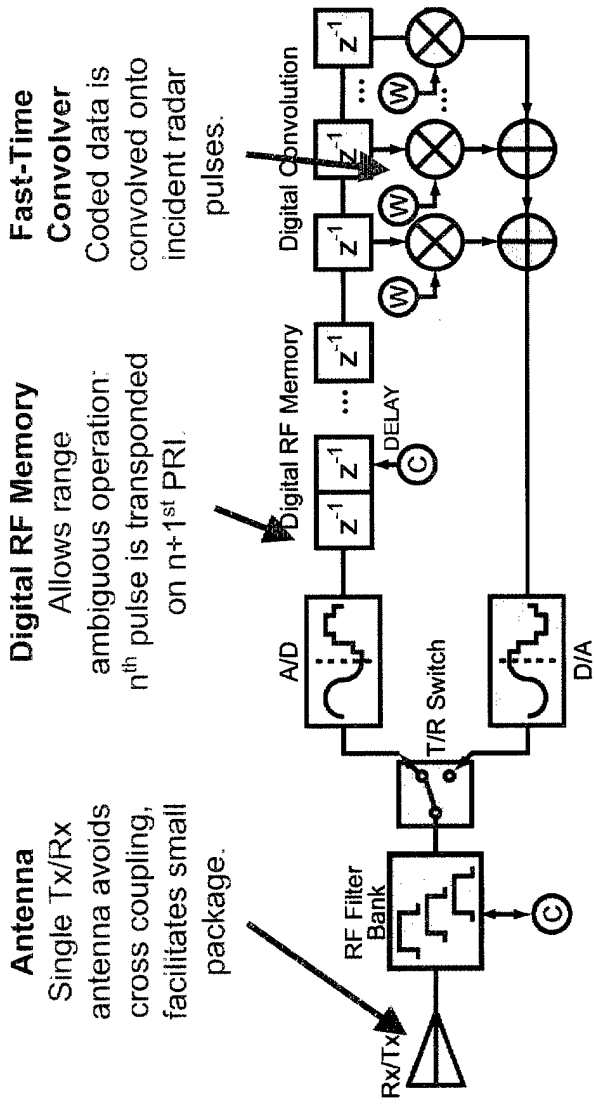 Antenna
Single Tx/Rx
antenna avoids
cross coupling,
facilitates small
package.
Digital RF Memory
Allows range
ambiguous operation:
nth pulse is transponded
on n+1st PRI.
Fast-Time
Convolver
Coded data is
convolved onto
incident radar
pulses.
Rx/Tx
RF Filter
Bank
C
T/R Switch
A/D
D/A
Digital RF Memory
z-1
z-1
...
z-1
DELAY
C
Digital Convolution
z-1
z-1
...
z-1
W
W
...
W